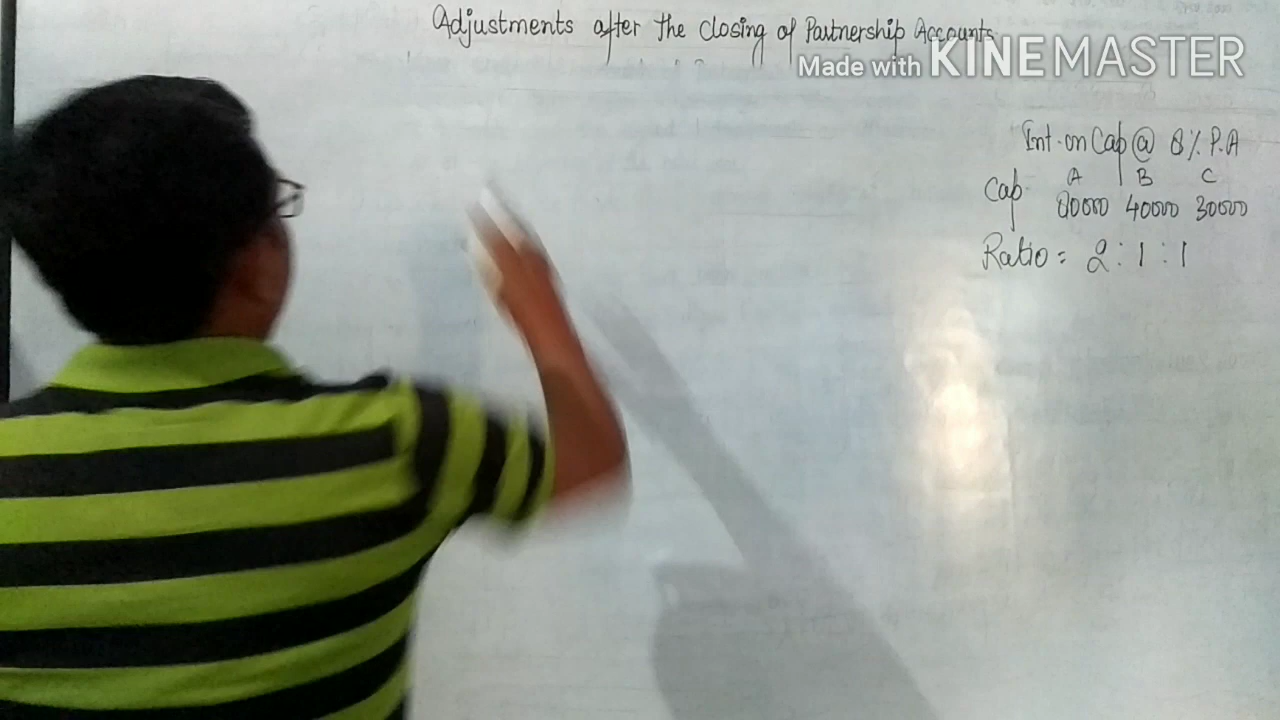 Adjustments after the closing of Partnership Accounts
Made with KINEMASTER
Int. on Cap @ 8% P.A
A B C
Cap. 40000 30000
Ratio = 2 : 1 : 1